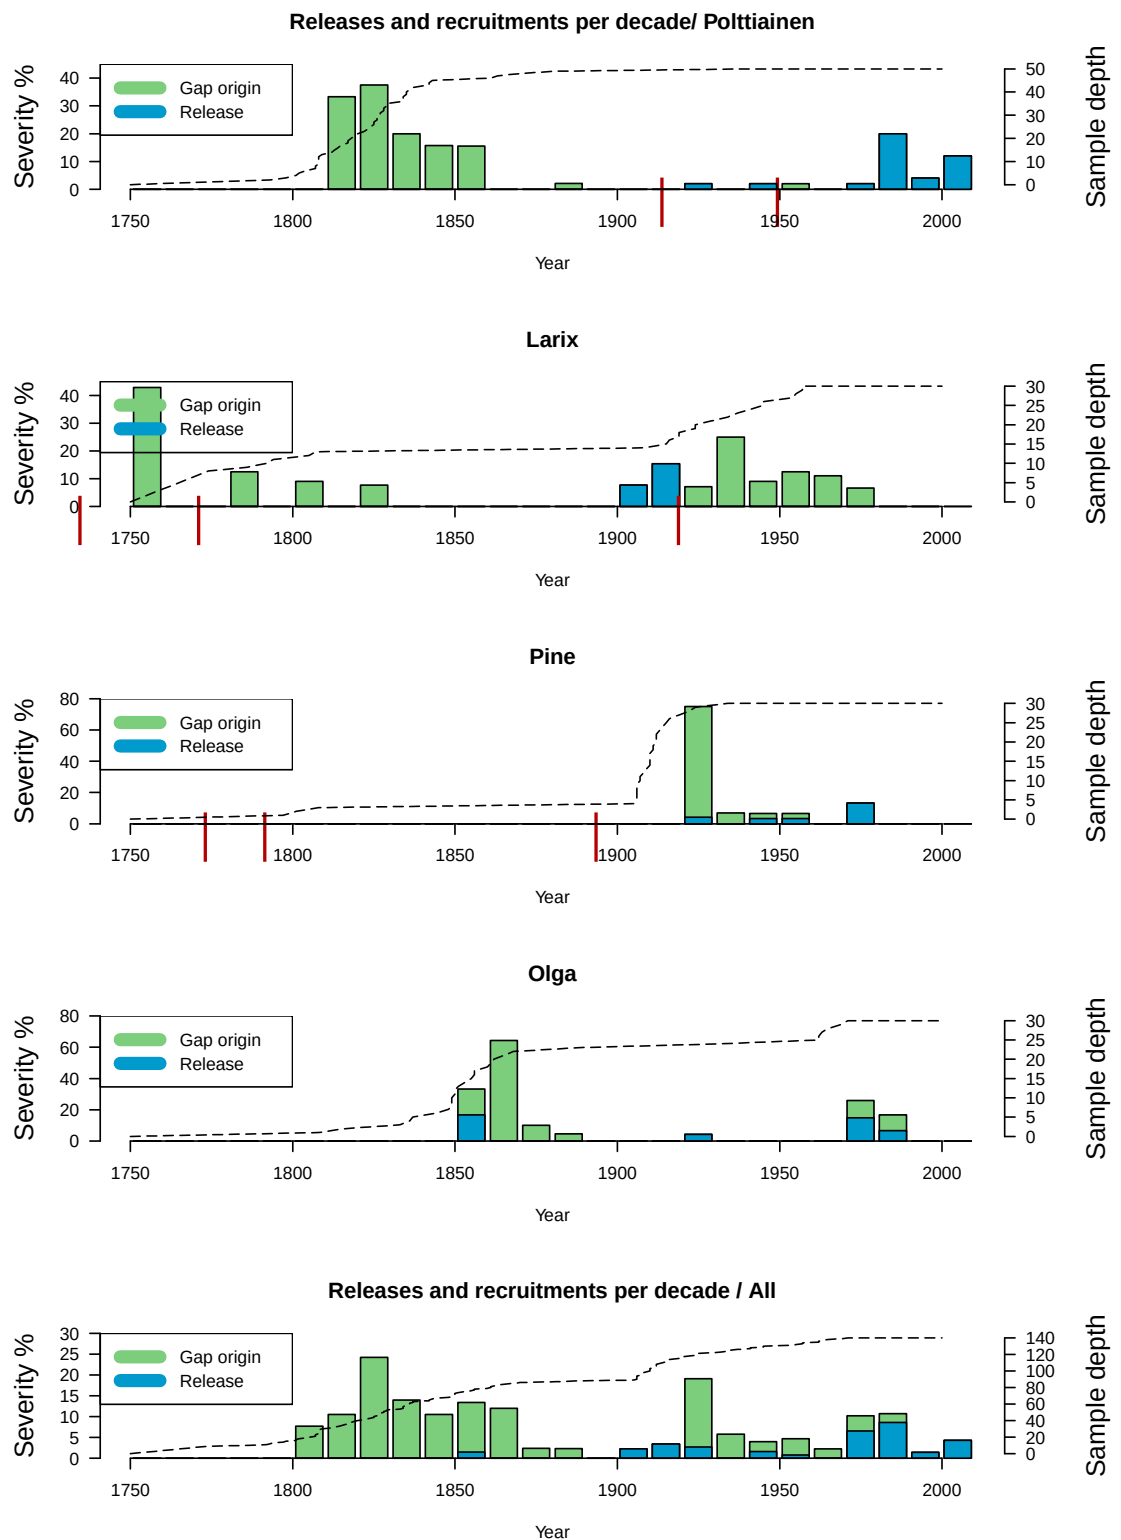 Releases and recruitments per decade/ Polttiainen
Severity %
40
30
20
10
0
Gap origin
Release
50
40
30
20
10
0
Sample depth
1750 1800 1850 1900 1950 2000
Year
Larix
Severity %
40
30
20
10
0
Gap origin
Release
30
25
20
15
10
5
0
Sample depth
1750 1800 1850 1900 1950 2000
Year
Pine
Severity %
80
60
40
20
0
Gap origin
Release
30
25
20
15
10
5
0
Sample depth
1750 1800 1850 1900 1950 2000
Year
Olga
Severity %
80
60
40
20
0
Gap origin
Release
30
25
20
15
10
5
0
Sample depth
1750 1800 1850 1900 1950 2000
Year
Releases and recruitments per decade / All
Severity %
30
25
20
15
10
5
0
Gap origin
Release
140
120
100
80
60
40
20
0
Sample depth
1750 1800 1850 1900 1950 2000
Year